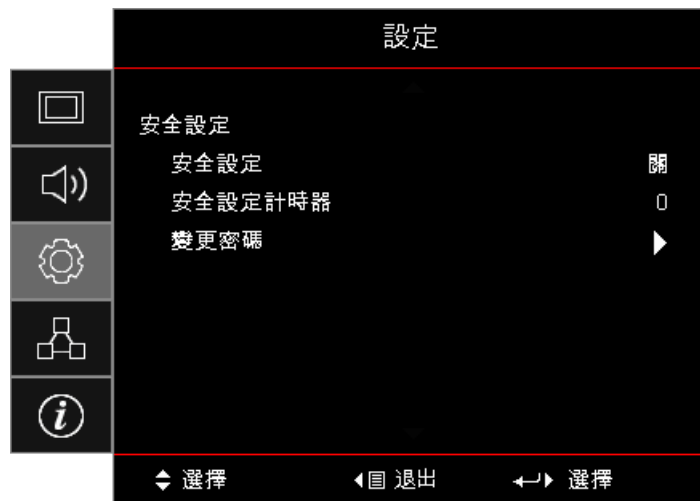 設定
安全設定
安全設定 關
安全設定計時器 0
變更密碼
選擇 退出 選擇